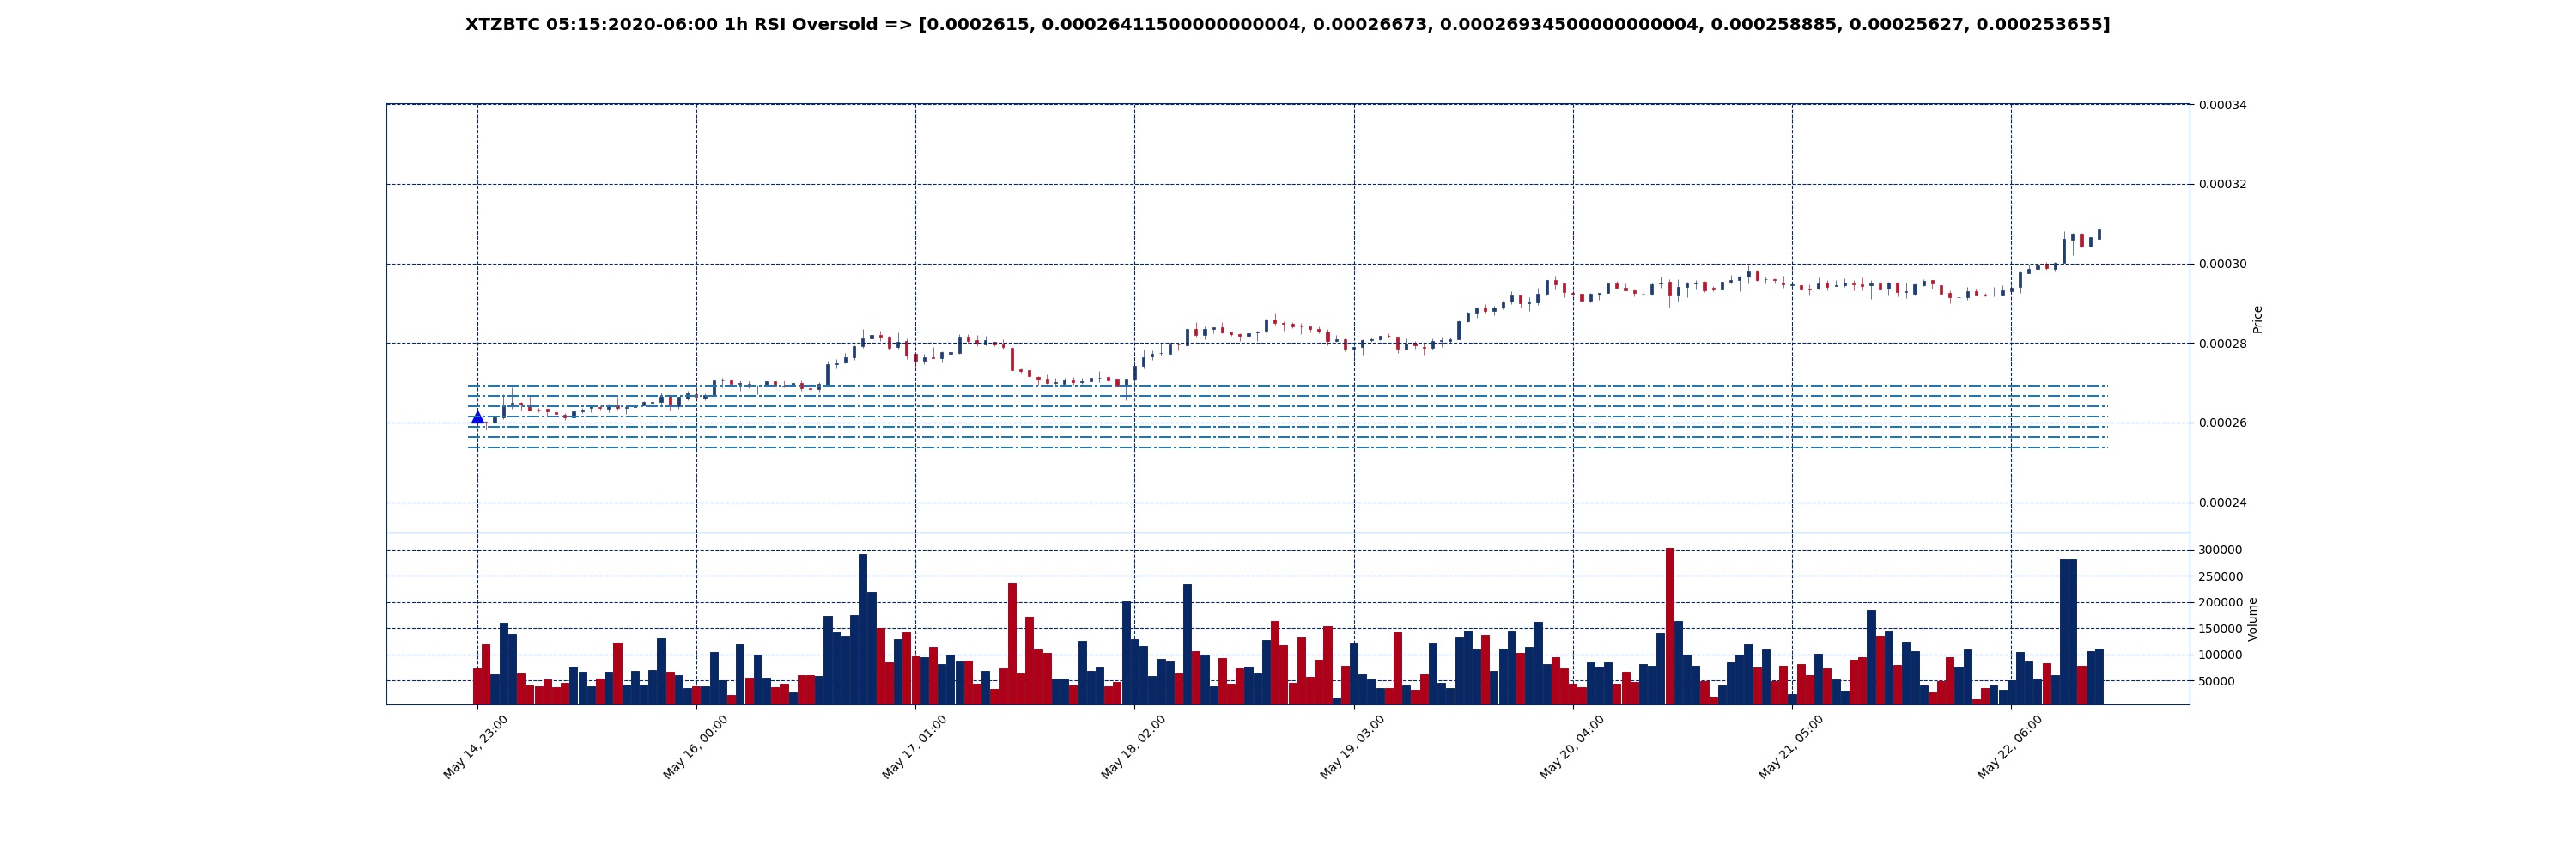 XTZBTC 05:15:2020-06:00 1h RSI Oversold => [0.0002615, 0.00026411500000000004, 0.00026673, 0.00026934500000000004, 0.000258885, 0.00025627, 0.000253655]
0.00034
0.00032
0.00030
0.00028
0.00026
0.00024
Price
300000
250000
200000
150000
100000
50000
Volume
May 14, 23:00
May 16, 00:00
May 17, 01:00
May 18, 02:00
May 19, 03:00
May 20, 04:00
May 21, 05:00
May 22, 06:00